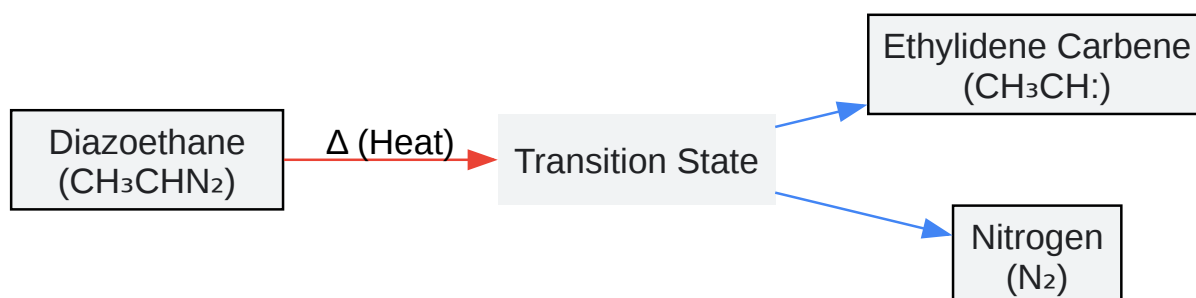 Diazoethane
(CH₃CHN₂)
Δ (Heat)
Transition State
Ethylidene Carbene
(CH₃CH:)
Nitrogen
(N₂)